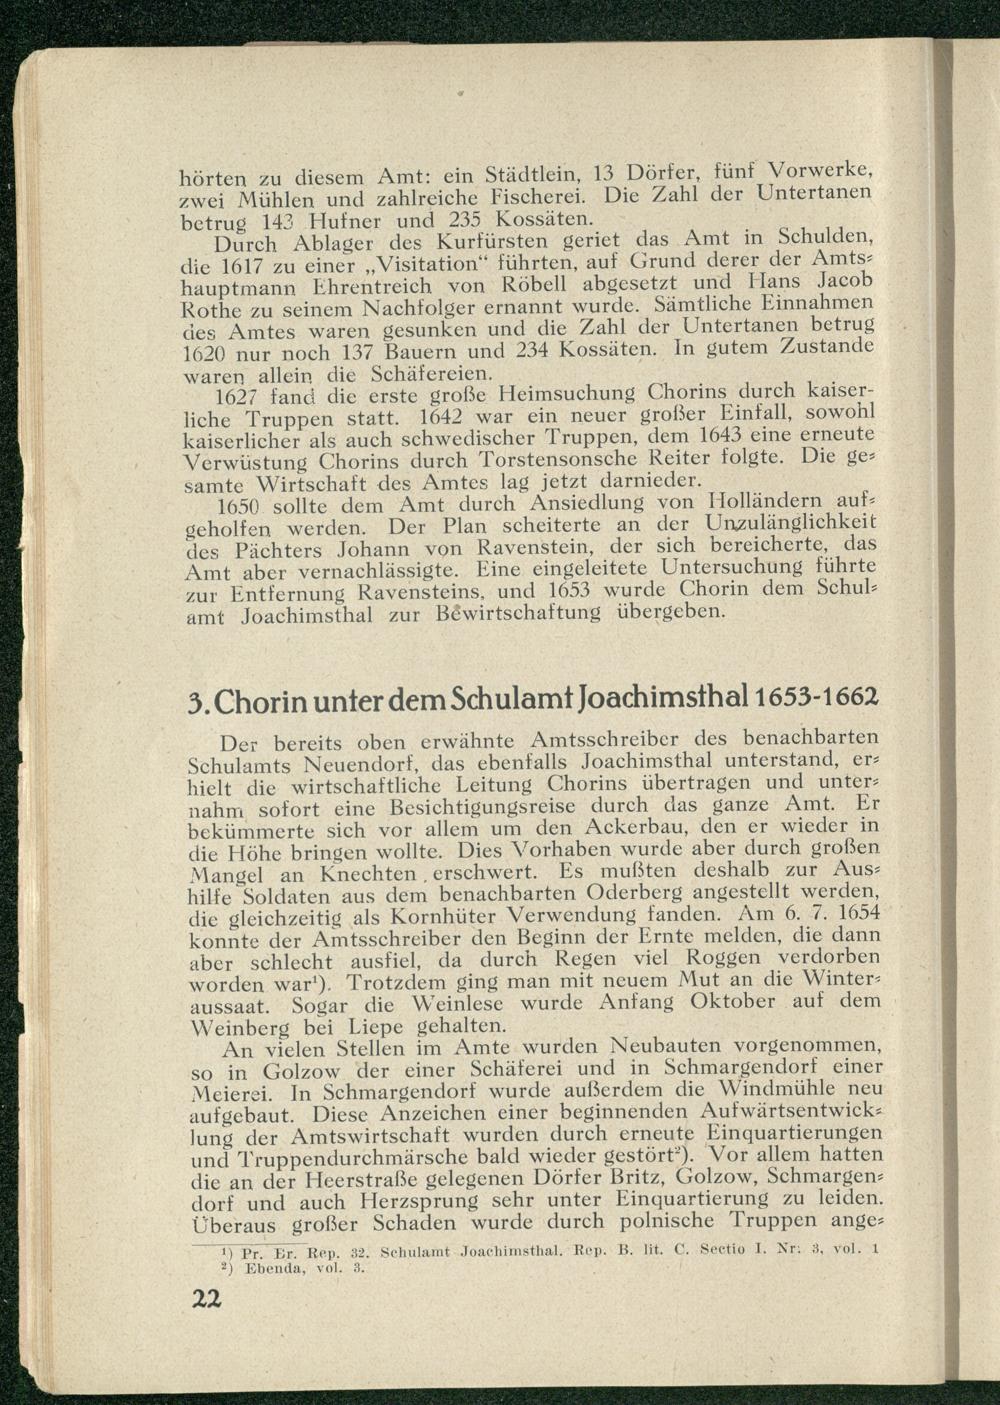 hörten zu diesem Amt: ein Städtlein, 13 Dörfer, fünf Vorwerke,
zwei Mühlen und zahlreiche Fischerei. Die Zahl der Untertanen
betrug 143 Hufner und 235 Kossäten.
Durch Ablager des Kurfürsten geriet das Amt in Schulden,
die 1617 zu einer „Visitation“ führten, auf Grund derer der Amts-
hauptmann Ehrentreich von Röbell abgesetzt und Hans Jacob
Rothe zu seinem Nachfolger ernannt wurde. Sämtliche Einnahmen
des Amtes waren gesunken und die Zahl der Untertanen betrug
1620 nur noch 137 Bauern und 234 Kossäten. In gutem Zustande
waren allein die Schäfereien.
1627 fand die erste große Heimsuchung Chorins durch kaiser-
liche Truppen statt. 1642 war ein neuer großer Einfall, sowohl
kaiserlicher als auch schwedischer Truppen, dem 1643 eine erneute
Verwüstung Chorins durch Torstensonsche Reiter folgte. Die ge-
samte Wirtschaft des Amtes lag jetzt darnieder.
1650 sollte dem Amt durch Ansiedlung von Holländern auf-
geholfen werden. Der Plan scheiterte an der Unzulänglichkeit
des Pächters Johann von Ravenstein, der sich bereicherte, das
Amt aber vernachlässigte. Eine eingeleitete Untersuchung führte
zur Entfernung Ravensteins, und 1653 wurde Chorin dem Schul-
amt Joachimsthal zur Bewirtschaftung übergeben.
3. Chorin unter dem Schulamt Joachimsthal 1653-1662
Der bereits oben erwähnte Amtsschreiber des benachbarten
Schulamts Neuendorf, das ebenfalls Joachimsthal unterstand, er-
hielt die wirtschaftliche Leitung Chorins übertragen und unter-
nahm sofort eine Besichtigungsreise durch das ganze Amt. Er
bekümmerte sich vor allem um den Ackerbau, den er wieder in
die Höhe bringen wollte. Dies Vorhaben wurde aber durch großen
Mangel an Knechten erschwert. Es mußten deshalb zur Aus-
hilfe Soldaten aus dem benachbarten Oderberg angestellt werden,
die gleichzeitig als Kornhüter Verwendung fanden. Am 6. 7. 1654
konnte der Amtsschreiber den Beginn der Ernte melden, die dann
aber schlecht ausfiel, da durch Regen viel Roggen verdorben
worden war¹). Trotzdem ging man mit neuem Mut an die Winter-
aussaat. Sogar die Weinlese wurde Anfang Oktober auf dem
Weinberg bei Liepe gehalten.
An vielen Stellen im Amte wurden Neubauten vorgenommen,
so in Golzow der einer Schäferei und in Schmargendorf einer
Meierei. In Schmargendorf wurde außerdem die Windmühle neu
aufgebaut. Diese Anzeichen einer beginnenden Aufwärtsentwick-
lung der Amtswirtschaft wurden durch erneute Einquartierungen
und Truppendurchmärsche bald wieder gestört²). Vor allem hatten
die an der Heerstraße gelegenen Dörfer Britz, Golzow, Schmargen-
dorf und auch Herzsprung sehr unter Einquartierung zu leiden.
Überaus großer Schaden wurde durch polnische Truppen ange-
¹) Pr. Br. Rep. 32. Schulamt Joachimsthal. Rep. B. lit. C. Sectio I. Nr. 3, vol. 1
²) Ebenda, vol. 3.
22